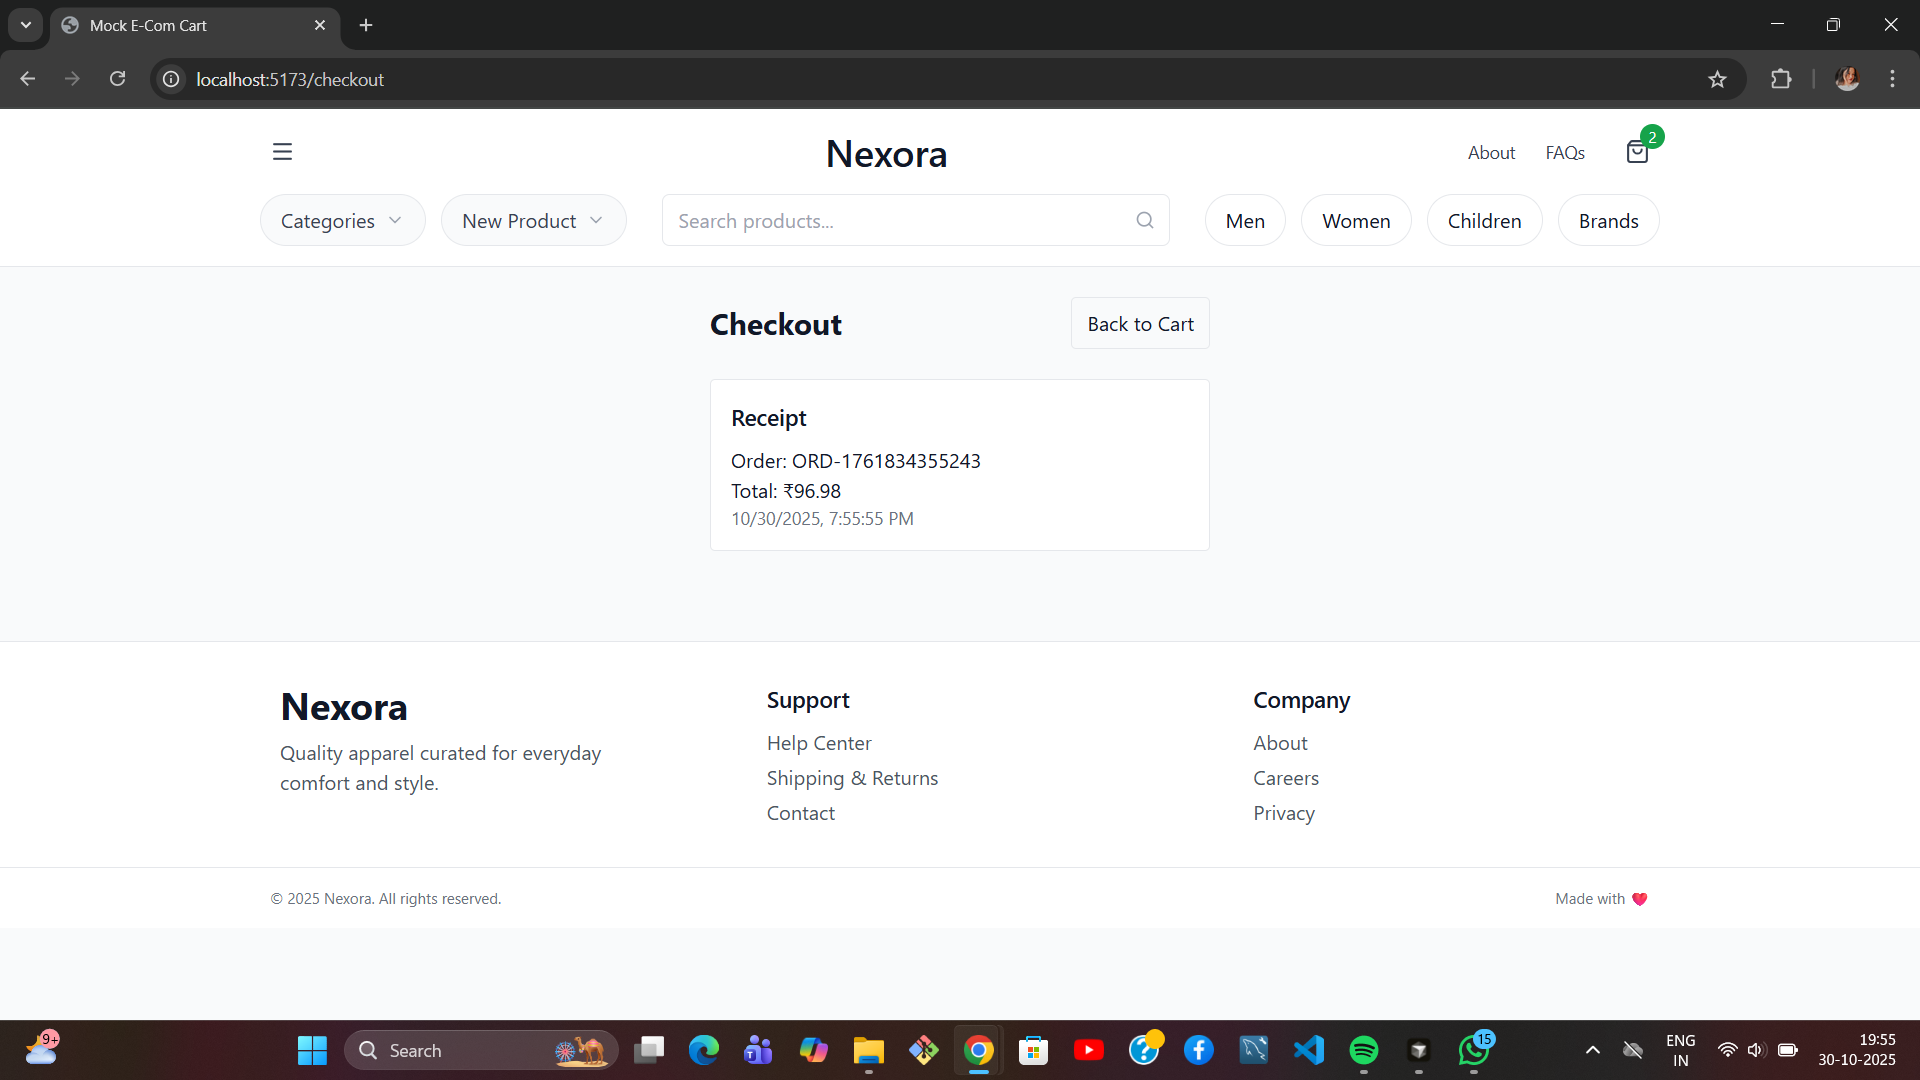 Mock E-Com Cart
localhost:5173/checkout
Nexora
About
FAQs
2
Categories
New Product
Search products...
Men
Women
Children
Brands
Checkout
Back to Cart
Receipt
Order: ORD-1761834355243
Total: ₹96.98
10/30/2025, 7:55:55 PM
Nexora
Quality apparel curated for everyday
comfort and style.
Support
Help Center
Shipping & Returns
Contact
Company
About
Careers
Privacy
© 2025 Nexora. All rights reserved.
Made with
9+
Search
15
ENG
IN
19:55
30-10-2025